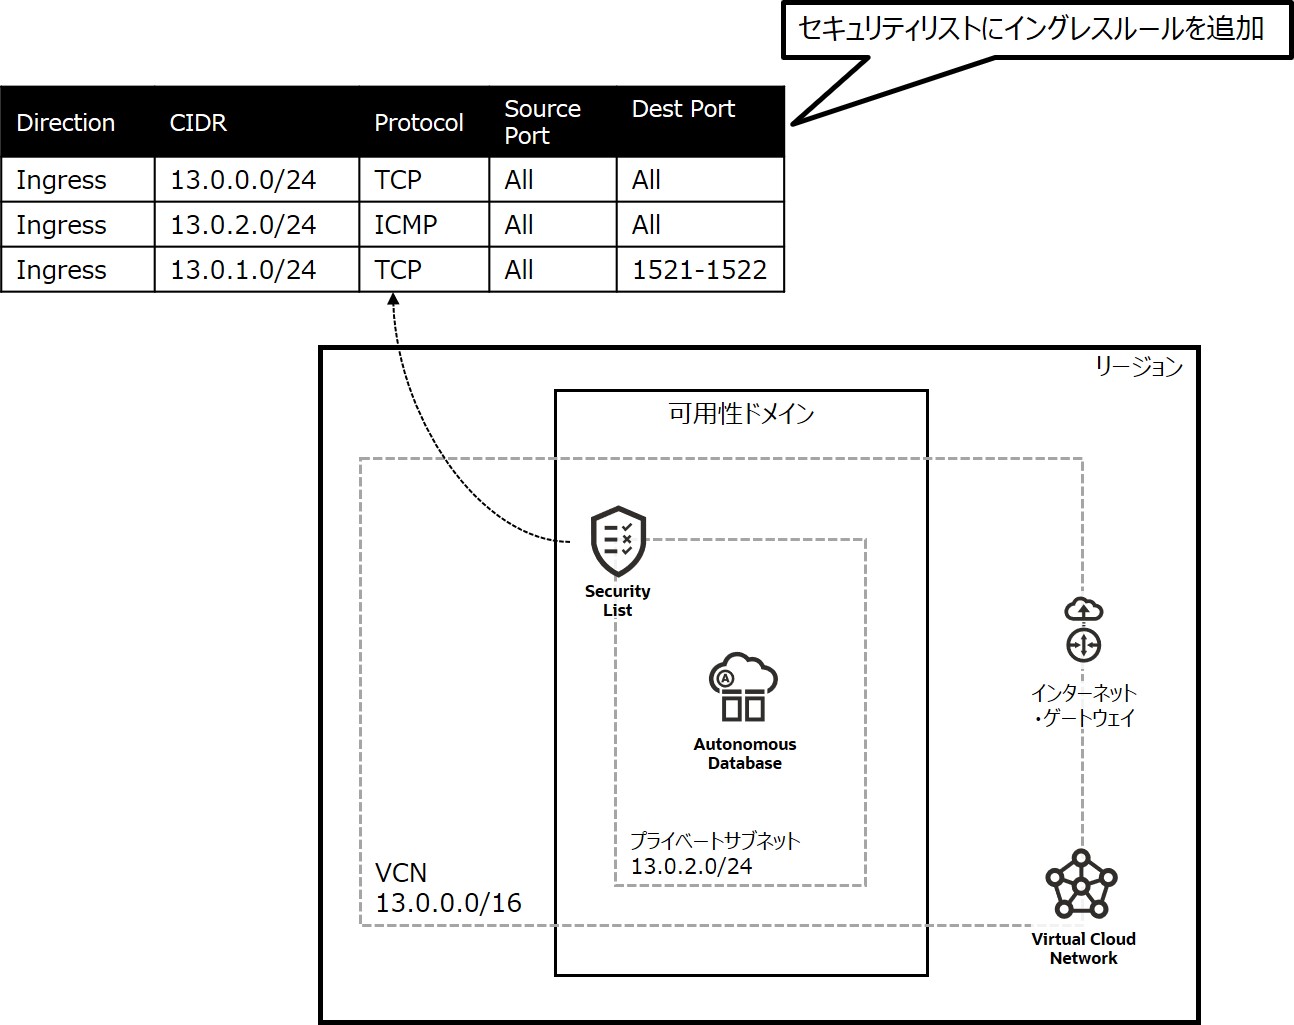 セキュリティリストにイングレスルールを追加
Direction CIDR Protocol Source Port Dest Port
Ingress 13.0.0.0/24 TCP All All
Ingress 13.0.2.0/24 ICMP All All
Ingress 13.0.1.0/24 TCP All 1521-1522
リージョン
可用性ドメイン
Security
List
Autonomous
Database
プライベートサブネット
13.0.2.0/24
インターネット
・ゲートウェイ
VCN
13.0.0.0/16
Virtual Cloud
Network